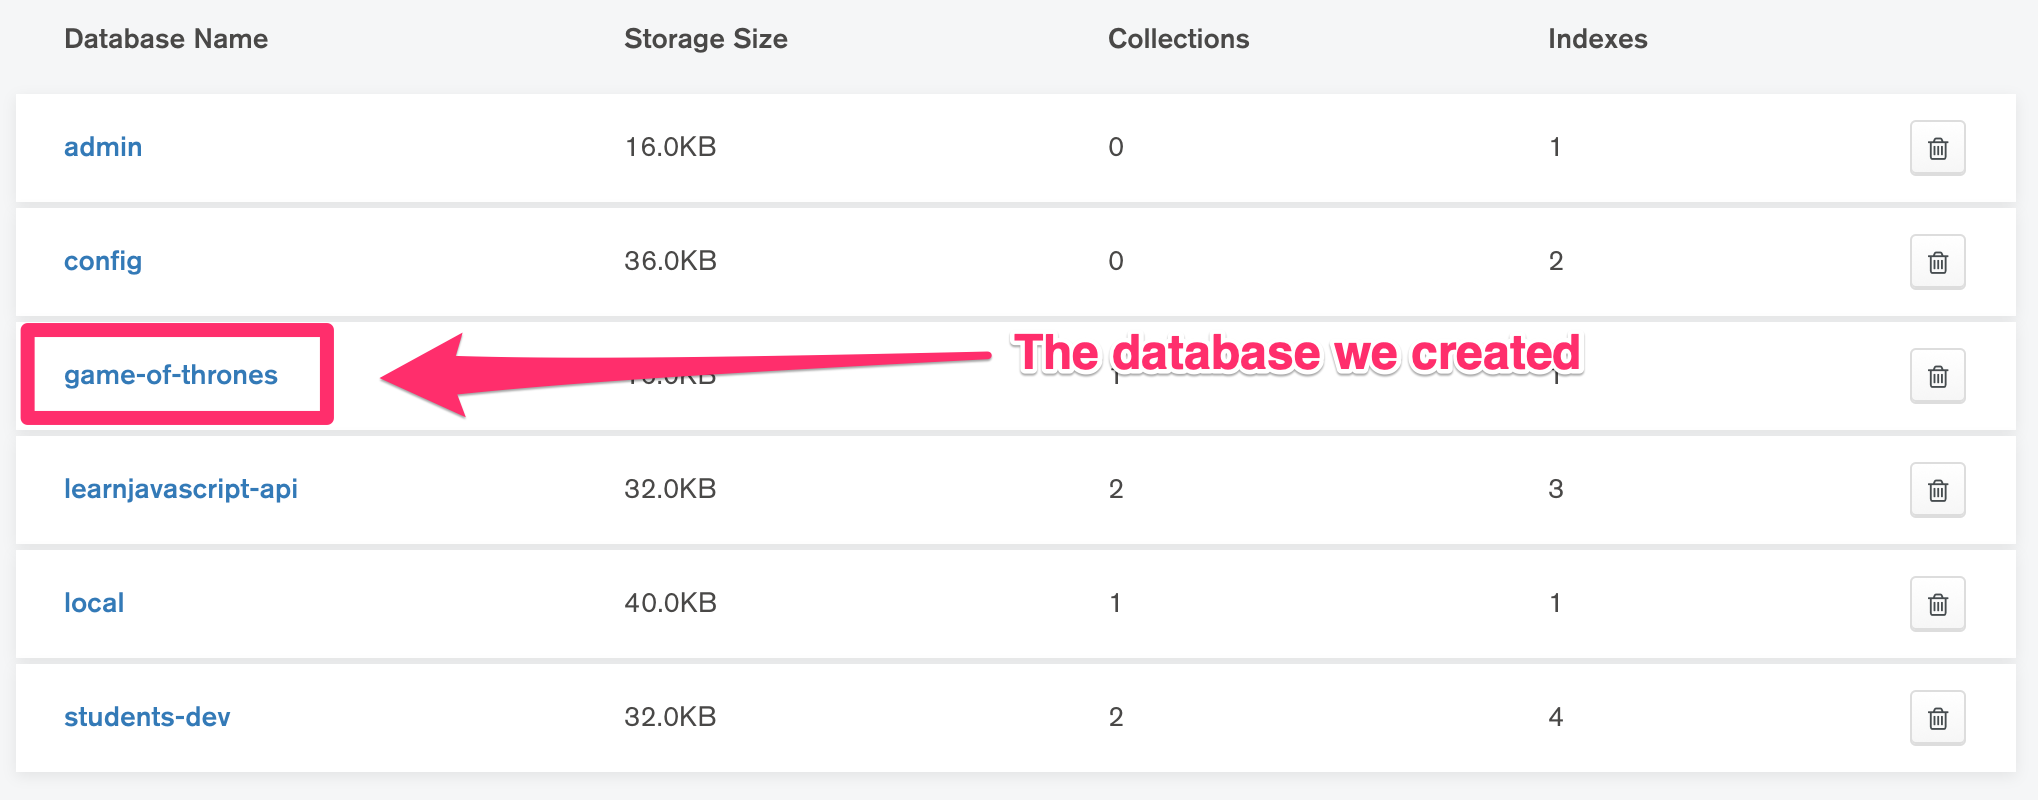 Database Name Storage Size Collections Indexes
admin 16.0KB 0 1
config 36.0KB 0 2
The database we created
game-of-thrones 1 1
learnjavascript-api 32.0KB 2 3
local 40.0KB 1 1
students-dev 32.0KB 2 4